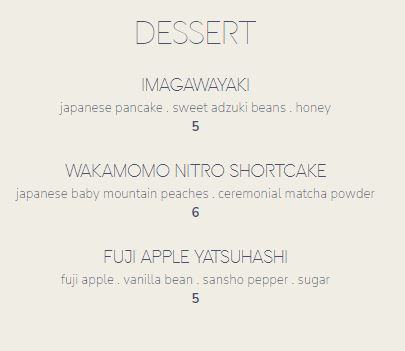 DESSERT
IMAGAWAYAKI
japanese pancake . sweet adzuki beans . honey
5
WAKAMOMO NITRO SHORTCAKE
japanese baby mountain peaches . ceremonial matcha powder
6
FUJI APPLE YATSUHASHI
fuji apple . vanilla bean . sansho pepper . sugar
5